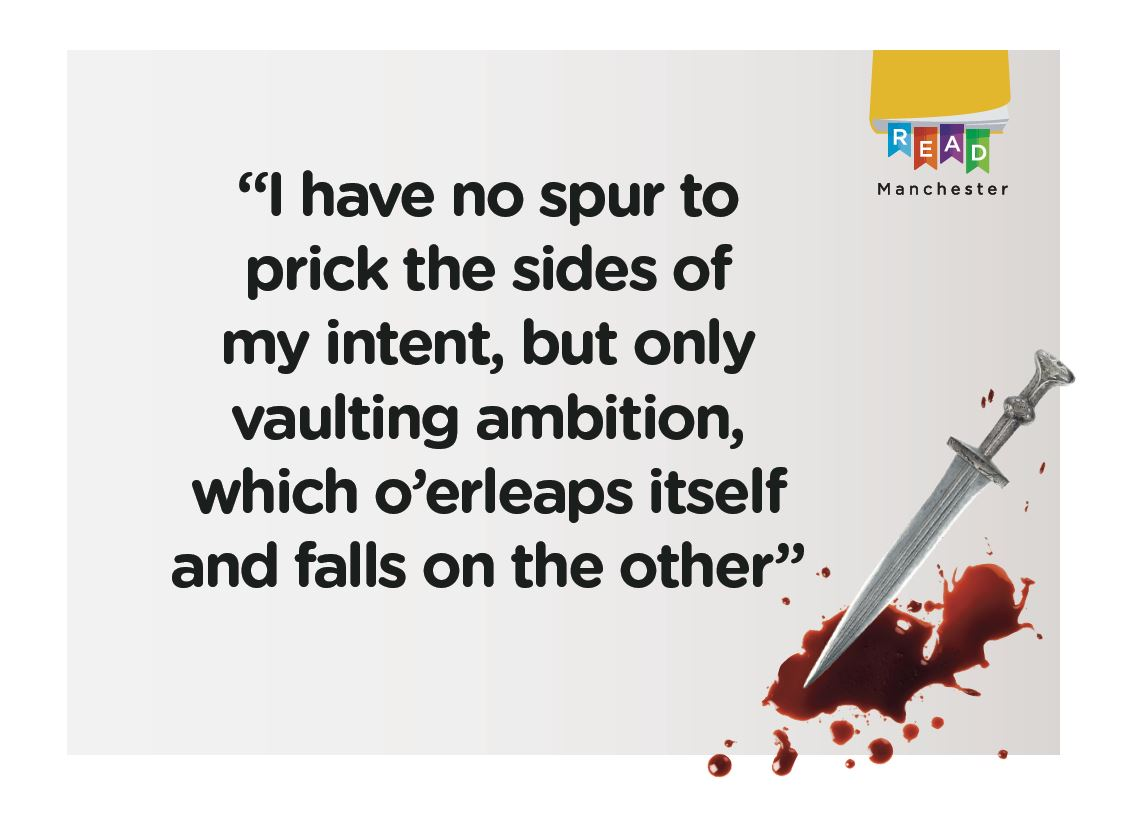 READ
Manchester
“I have no spur to
prick the sides of
my intent, but only
vaulting ambition,
which o’erleaps itself
and falls on the other”